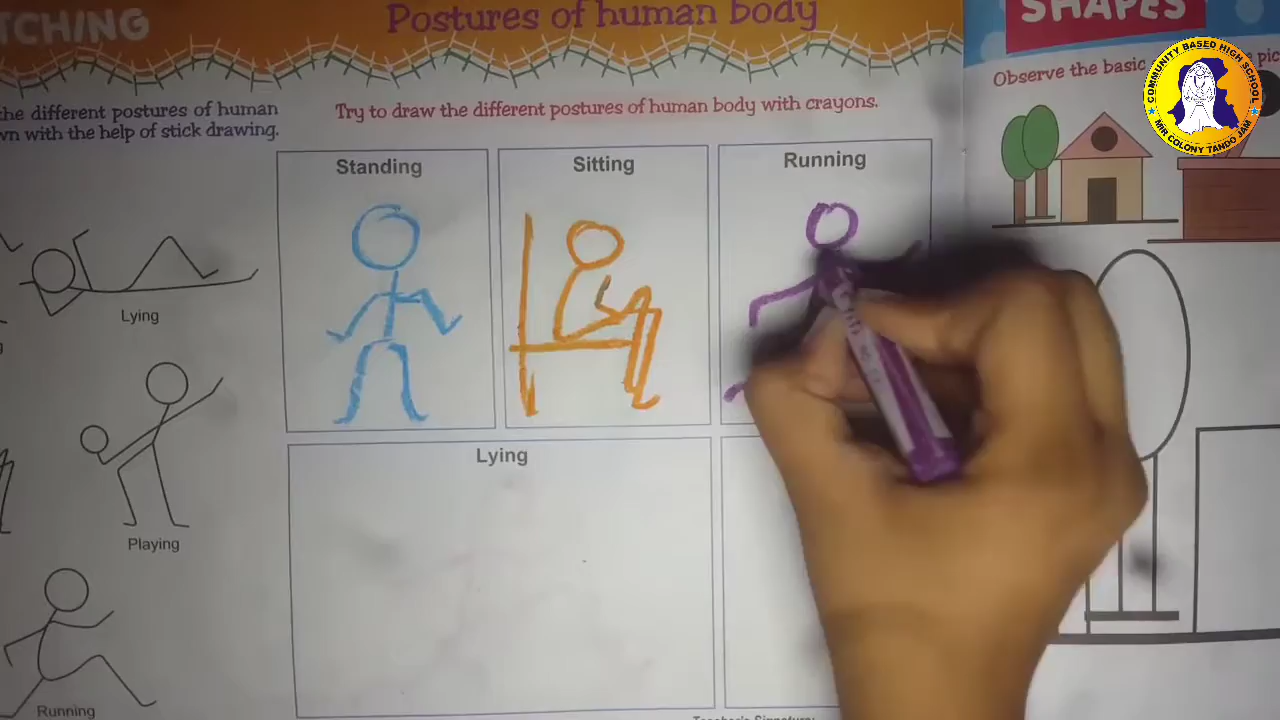 TCHING
Postures of human body
SHAPES
the different postures of human
wn with the help of stick drawing.
Try to draw the different postures of human body with crayons.
Observe the basic
COMMUNITY BASED HIGH SCHOOL
MIR COLONY TANDO JAM
Standing
Sitting
Running
Lying
Lying
Playing
Running
Teacher's Signature: